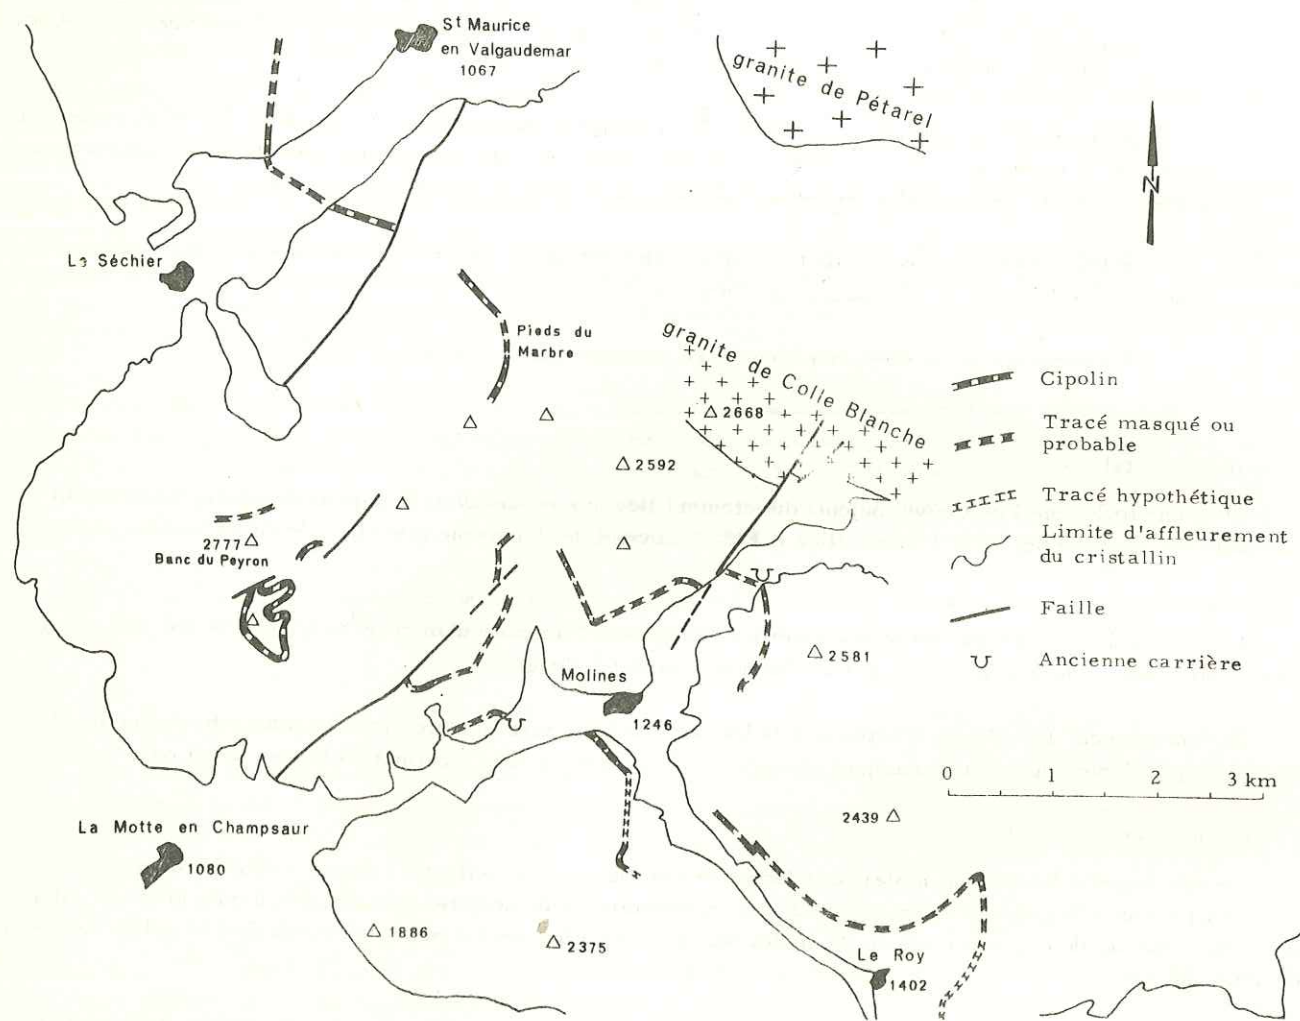 St Maurice
en Valgaudemar
1067
granite de Pétarel
N
Le Séchier
Pieds du
Marbre
granite de Colle Blanche
2668
2592
2777
Banc du Peyron
Molines
1246
2581
2439
La Motte en Champsaur
1080
1886
2375
Le Roy
1402
Cipolin
Tracé masqué ou
probable
Tracé hypothétique
Limite d'affleurement
du cristallin
Faille
Ancienne carrière
0 1 2 3 km